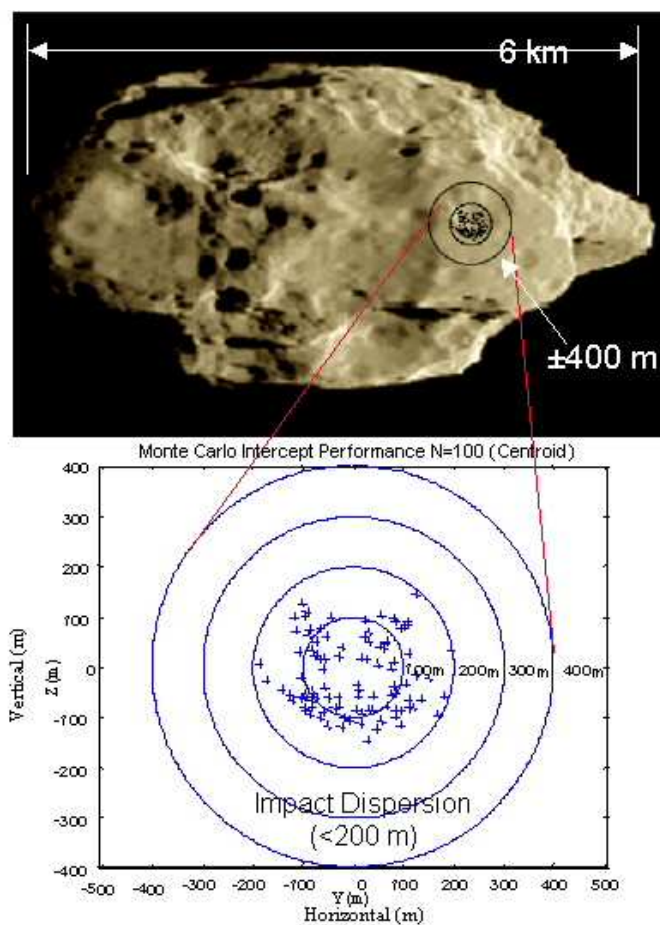 6 km
±400 m
Monte Carlo Intercept Performance N=100 (Centroid)
400
300
200
100
0
-100
-200
-300
-400
Vertical (m)
Z (m)
100m 200m 300m 400m
Impact Dispersion
(<200 m)
-500 -400 -300 -200 -100 0 100 200 300 400 500
Y (m)
Horizontal (m)